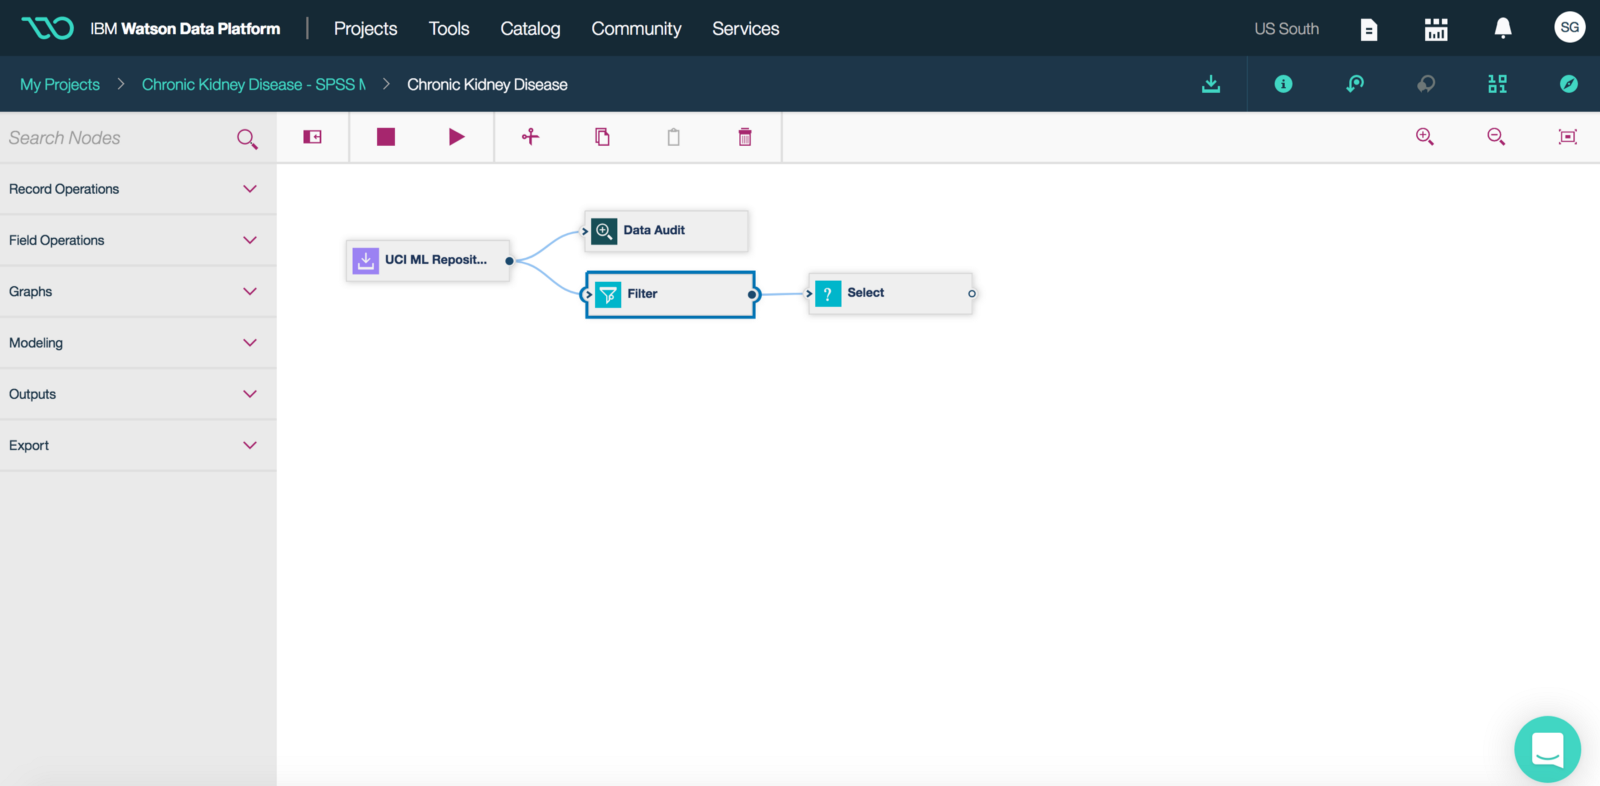 IBM Watson Data Platform
Projects
Tools
Catalog
Community
Services
US South
SG
My Projects
Chronic Kidney Disease - SPSS M
Chronic Kidney Disease
Search Nodes
Record Operations
Field Operations
Graphs
Modeling
Outputs
Export
UCI ML Reposit...
Data Audit
Filter
? Select